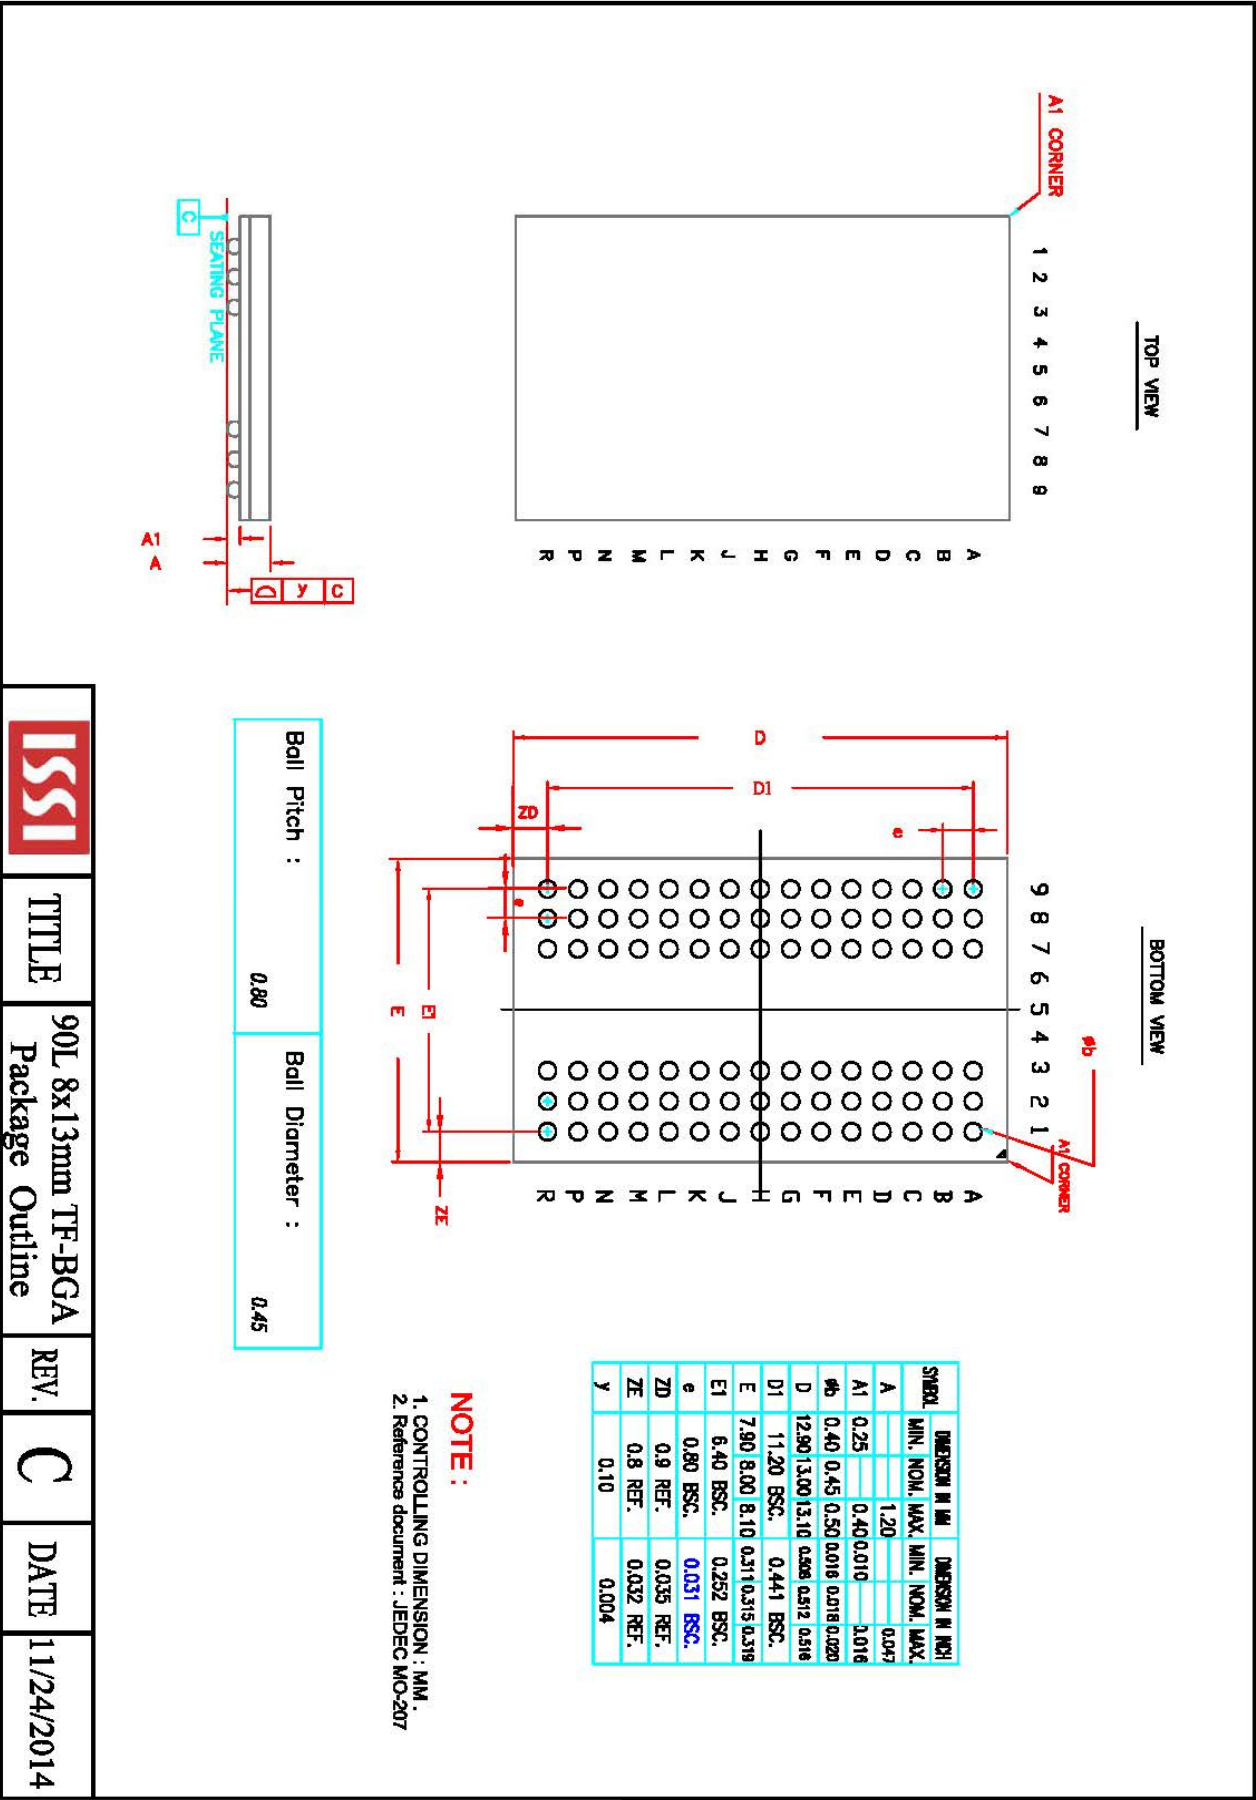 TOP VIEW
A1 CORNER
1 2 3 4 5 6 7 8 9
A
B
C
D
E
F
G
H
J
K
L
M
N
P
R
C
SEATING PLANE
A1
A
y C
BOTTOM VIEW
øb
A1 CORNER
9 8 7 6 5 4 3 2 1
A
B
C
D
E
F
G
H
J
K
L
M
N
P
R
e
D
D1
ZD
e
E1
E
ZE
SYMBOL DIMENSION IN MM DIMENSION IN INCH
MIN. NOM. MAX. MIN. NOM. MAX.
A 1.20 0.047
A1 0.25 0.40 0.010 0.016
øb 0.40 0.45 0.50 0.016 0.018 0.020
D 12.90 13.00 13.10 0.508 0.512 0.516
D1 11.20 BSC. 0.441 BSC.
E 7.90 8.00 8.10 0.311 0.315 0.319
E1 6.40 BSC. 0.252 BSC.
e 0.80 BSC. 0.031 BSC.
ZD 0.9 REF. 0.035 REF.
ZE 0.8 REF. 0.032 REF.
y 0.10 0.004
NOTE :
1. CONTROLLING DIMENSION : MM .
2. Reference document : JEDEC MO-207
Ball Pitch : 0.80
Ball Diameter : 0.45
ISSI
TITLE
90L 8x13mm TF-BGA
Package Outline
REV.
C
DATE
11/24/2014